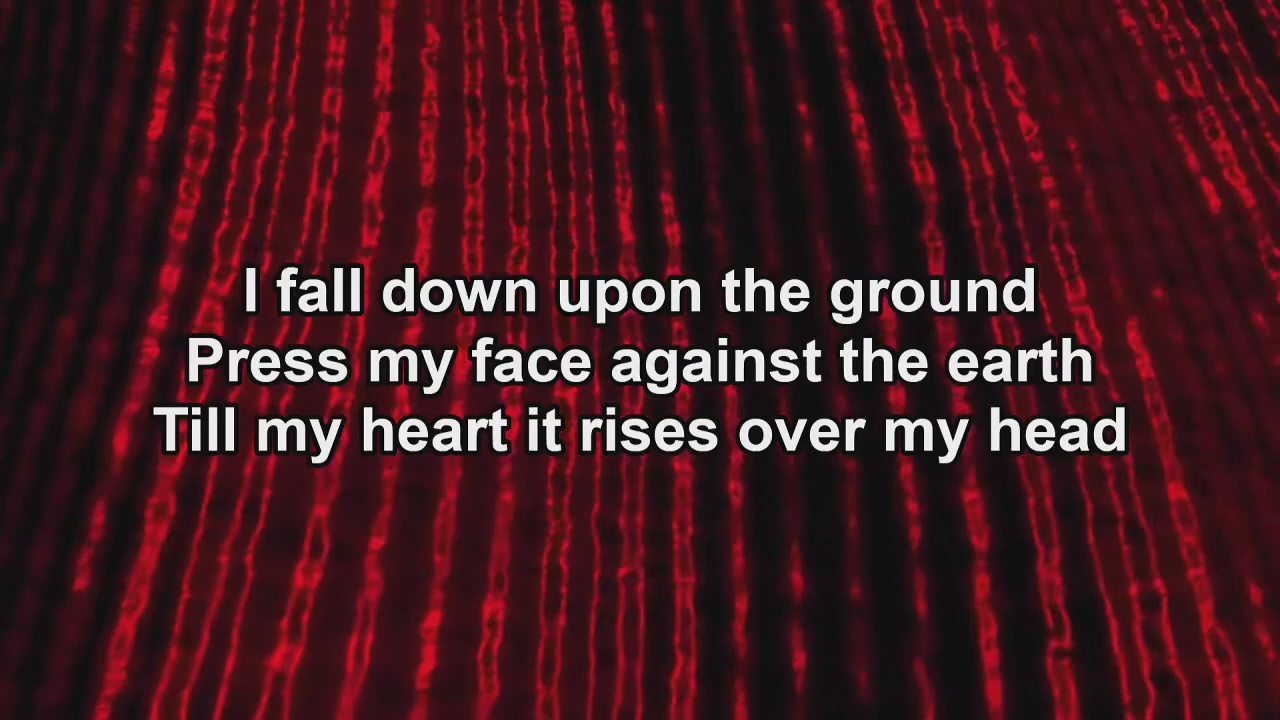 I fall down upon the ground
Press my face against the earth
Till my heart it rises over my head